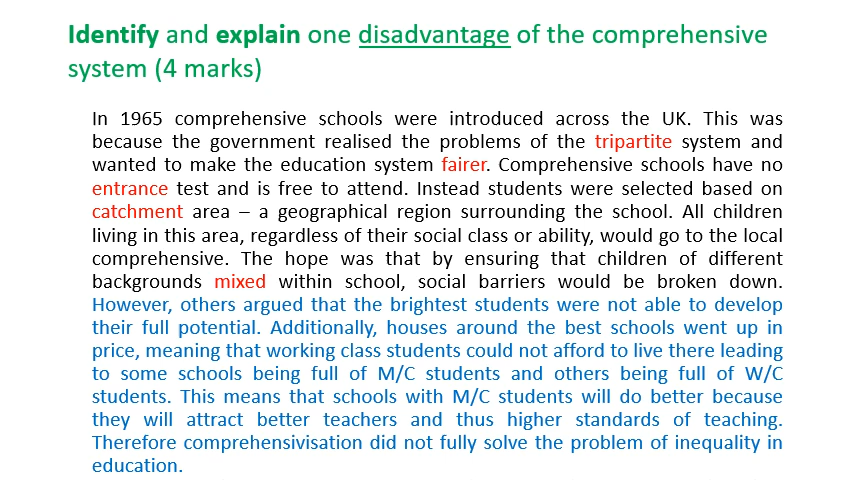 Identify and explain one disadvantage of the comprehensive
system (4 marks)
In 1965 comprehensive schools were introduced across the UK. This was
because the government realised the problems of the tripartite system and
wanted to make the education system fairer. Comprehensive schools have no
entrance test and is free to attend. Instead students were selected based on
catchment area – a geographical region surrounding the school. All children
living in this area, regardless of their social class or ability, would go to the local
comprehensive. The hope was that by ensuring that children of different
backgrounds mixed within school, social barriers would be broken down.
However, others argued that the brightest students were not able to develop
their full potential. Additionally, houses around the best schools went up in
price, meaning that working class students could not afford to live there leading
to some schools being full of M/C students and others being full of W/C
students. This means that schools with M/C students will do better because
they will attract better teachers and thus higher standards of teaching.
Therefore comprehensivisation did not fully solve the problem of inequality in
education.